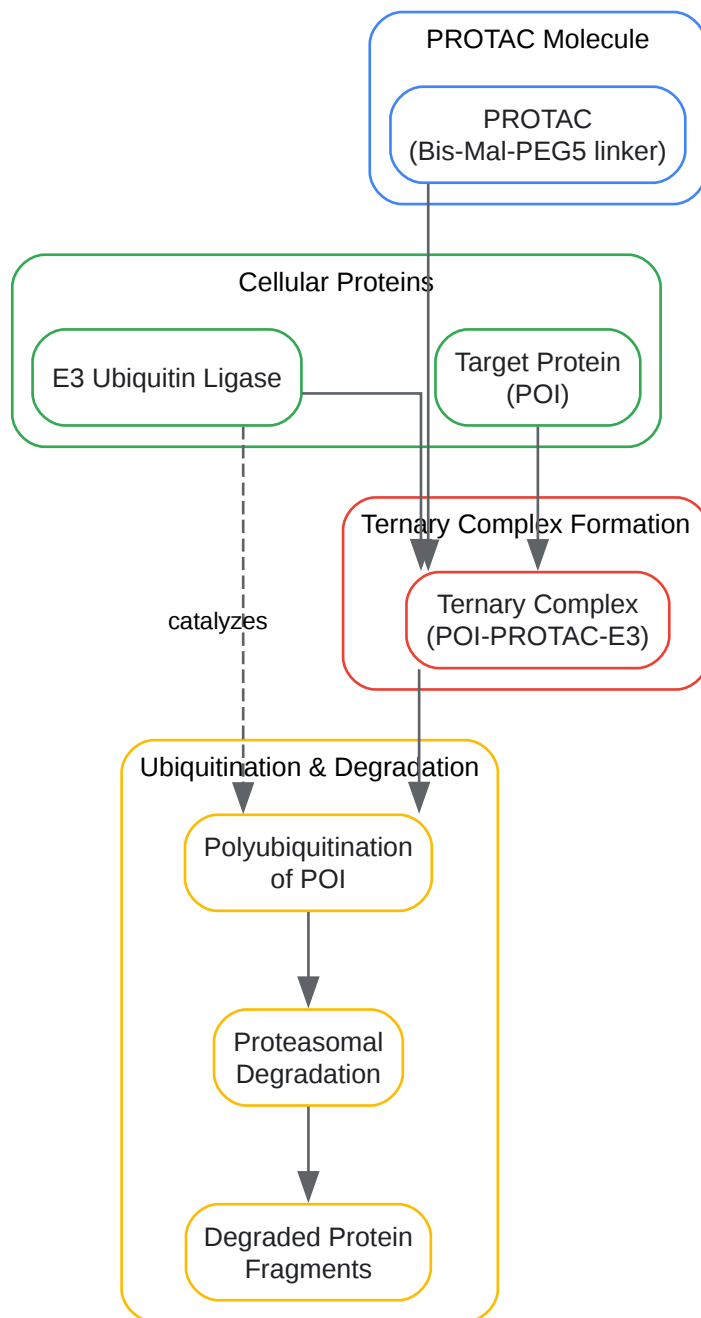 PROTAC Molecule
PROTAC
(Bis-Mal-PEG5 linker)
Cellular Proteins
E3 Ubiquitin Ligase
Target Protein
(POI)
Ternary Complex Formation
Ternary Complex
(POI-PROTAC-E3)
catalyzes
Ubiquitination & Degradation
Polyubiquitination
of POI
Proteasomal
Degradation
Degraded Protein
Fragments